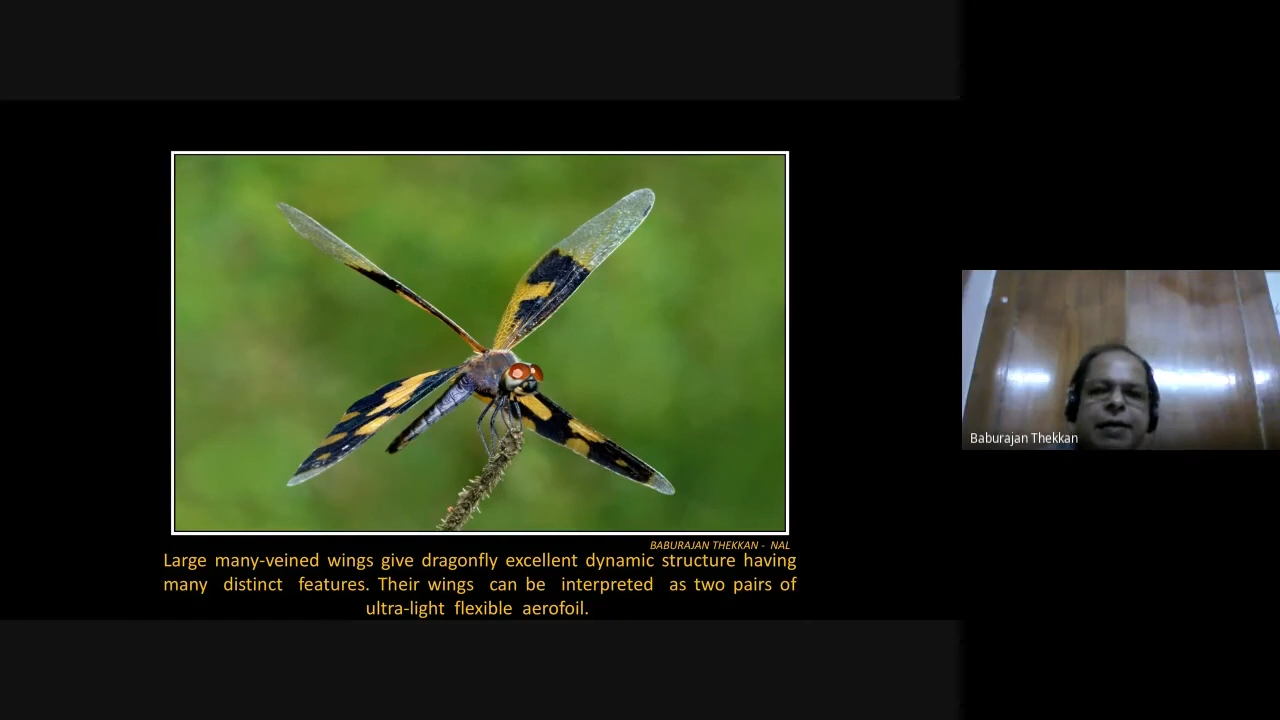 BABURAJAN THEKKAN - NAL
Large many-veined wings give dragonfly excellent dynamic structure having
many distinct features. Their wings can be interpreted as two pairs of
ultra-light flexible aerofoil.
Baburajan Thekkan